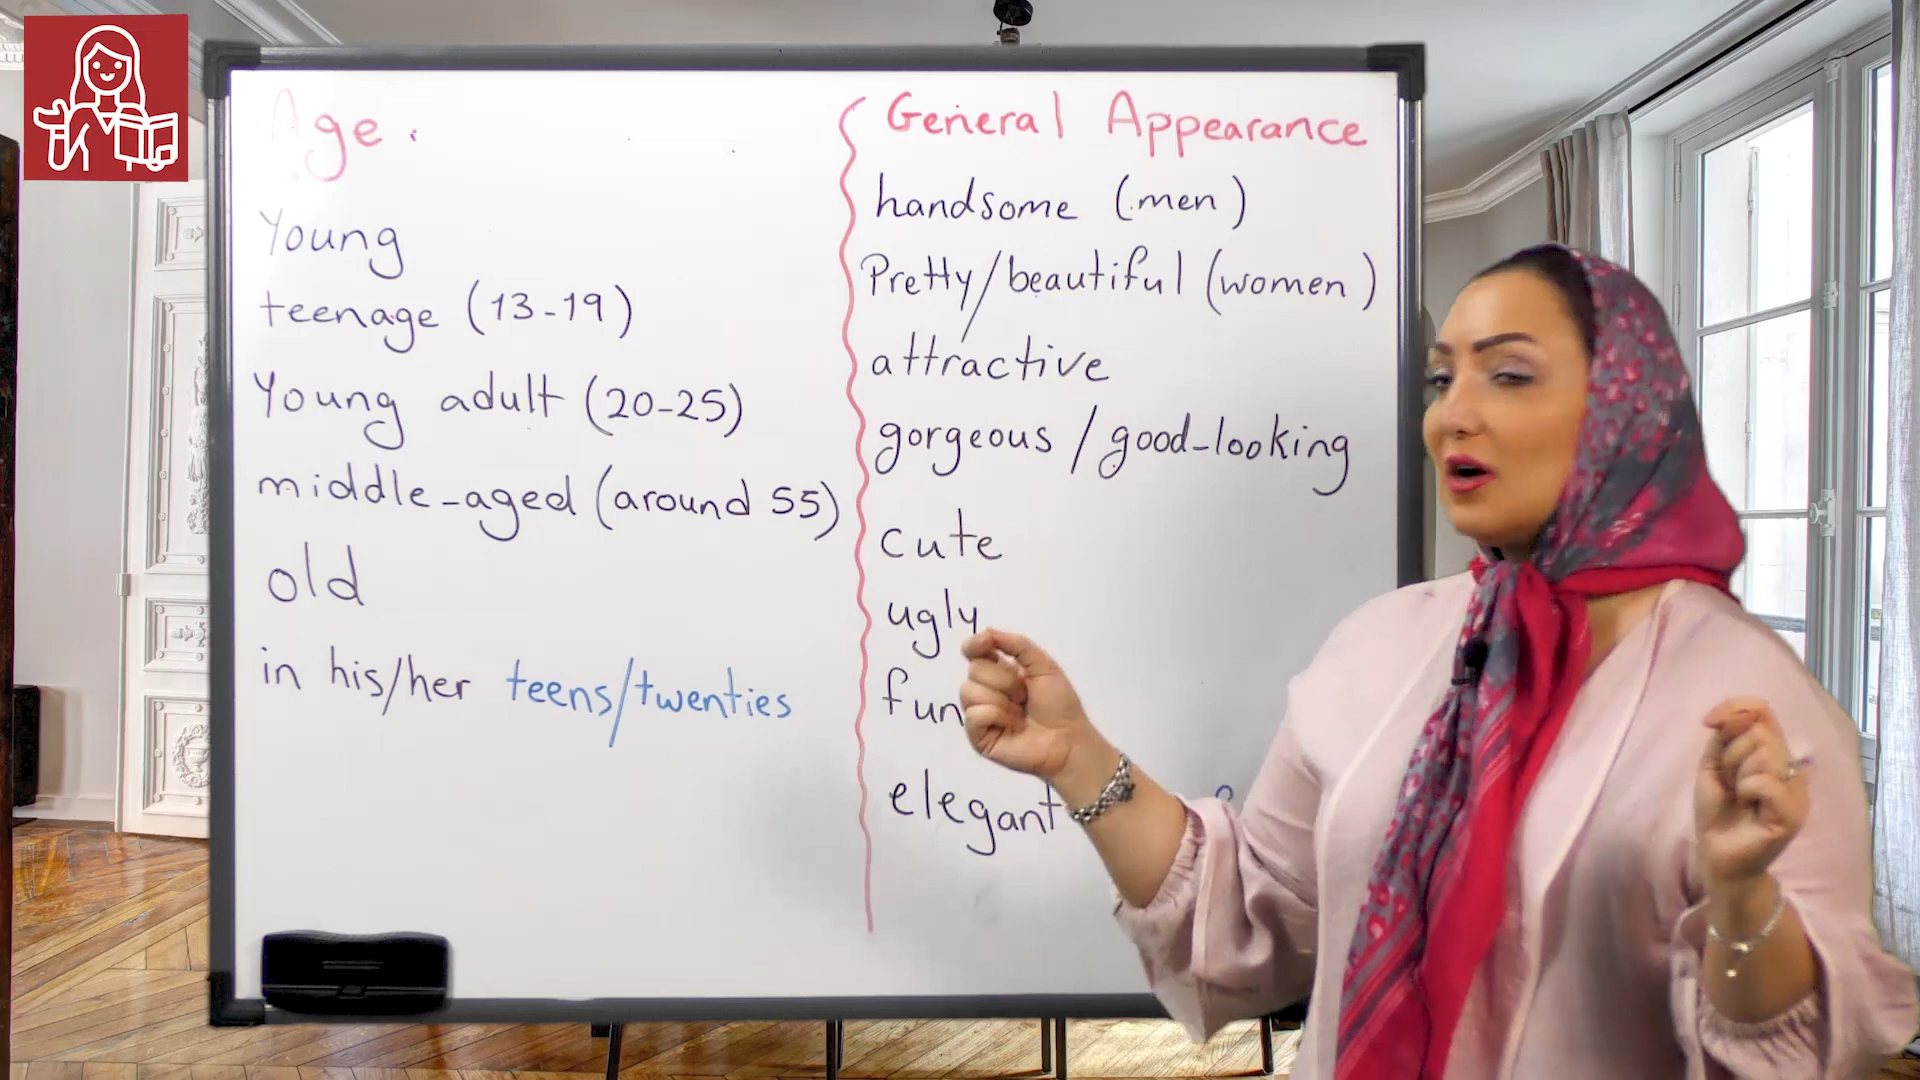 Age.
Young
teenage (13-19)
Young adult (20-25)
middle-aged (around 55)
old
in his/her teens/twenties
General Appearance
handsome (men)
Pretty/beautiful (women)
attractive
gorgeous / good-looking
cute
ugly
elegant